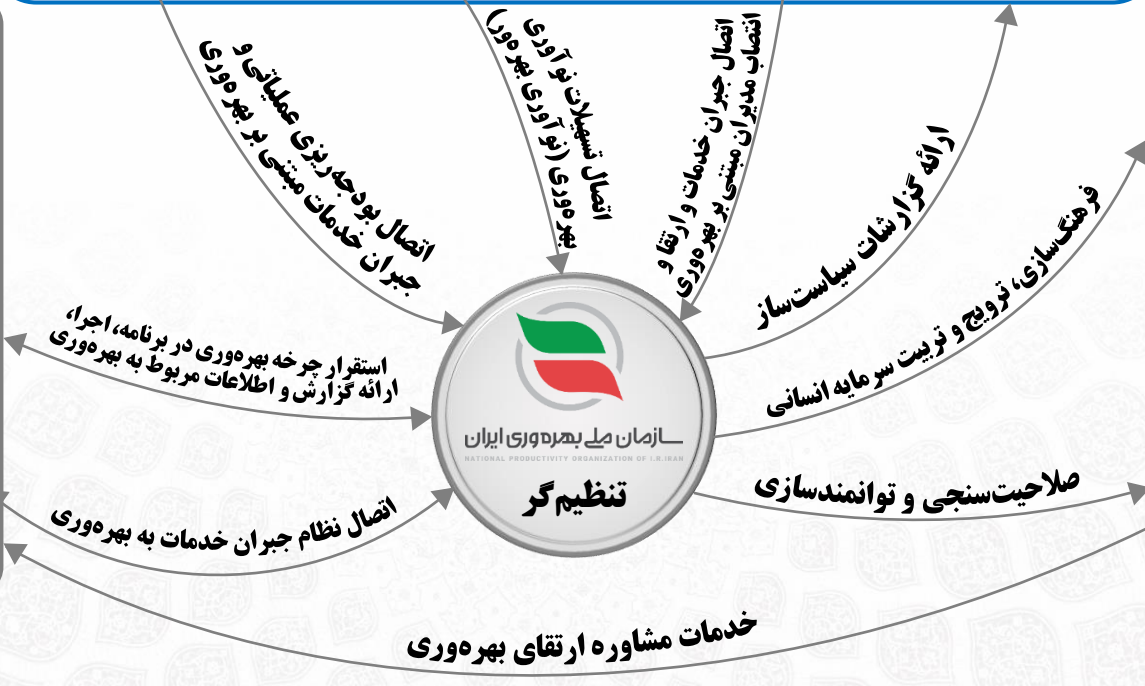 اتصال بودجه‌ریزی عملیاتی و
جبران خدمات مبتنی بر بهره‌وری
اتصال تسهیلات نوآوری
بهره‌وری (نوآوری بهره‌ور)
اتصال جبران خدمات و ارتقا و
انتصاب مدیران مبتنی بر بهره‌وری
ارائه گزارشات سیاست‌ساز
فرهنگ‌سازی، ترویج و تربیت سرمایه انسانی
استقرار چرخه بهره‌وری در برنامه، اجرا،
ارائه گزارش و اطلاعات مربوط به بهره‌وری
سازمان ملی بهره‌وری ایران
NATIONAL PRODUCTIVITY ORGANIZATION OF I.R.IRAN
تنظیم‌گر
صلاحیت‌سنجی و توانمندسازی
اتصال نظام جبران خدمات به بهره‌وری
خدمات مشاوره ارتقای بهره‌وری